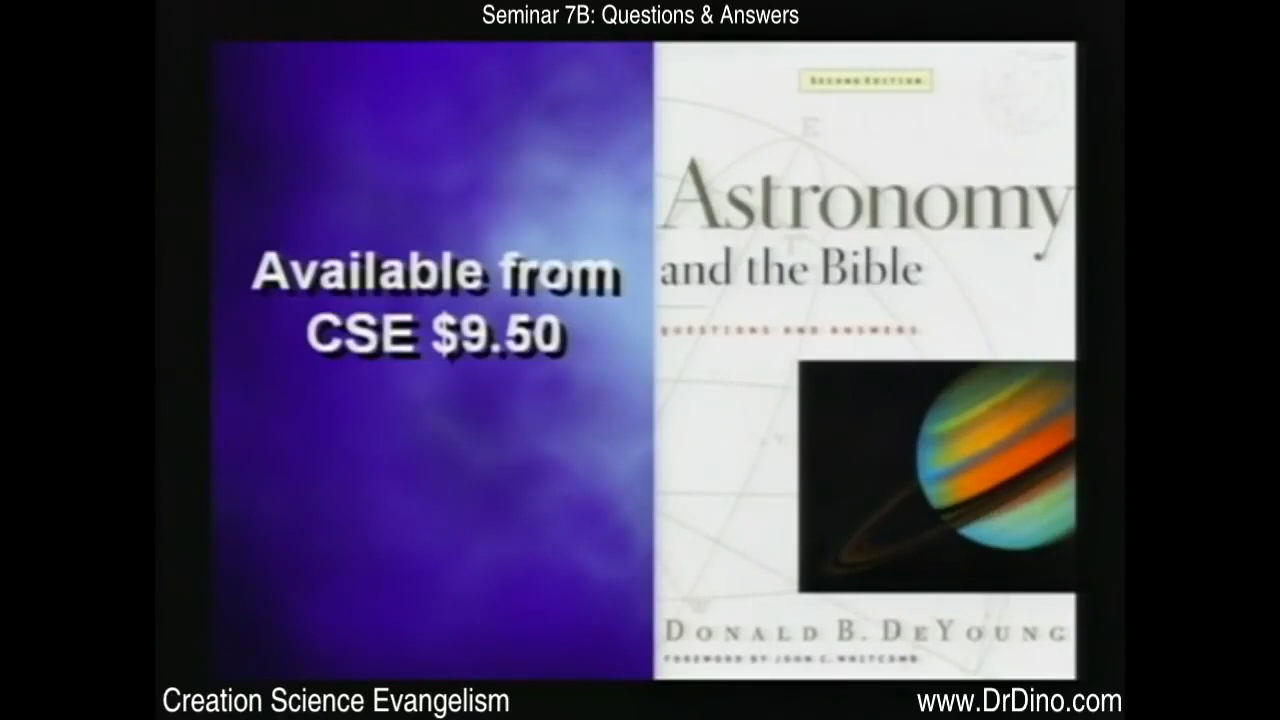 Seminar 7B: Questions & Answers
Available from
CSE $9.50
SECOND EDITION
Astronomy
and the Bible
QUESTIONS AND ANSWERS
DONALD B. DEYOUNG
FOREWORD BY JOHN C. WHITCOMB
Creation Science Evangelism
www.DrDino.com